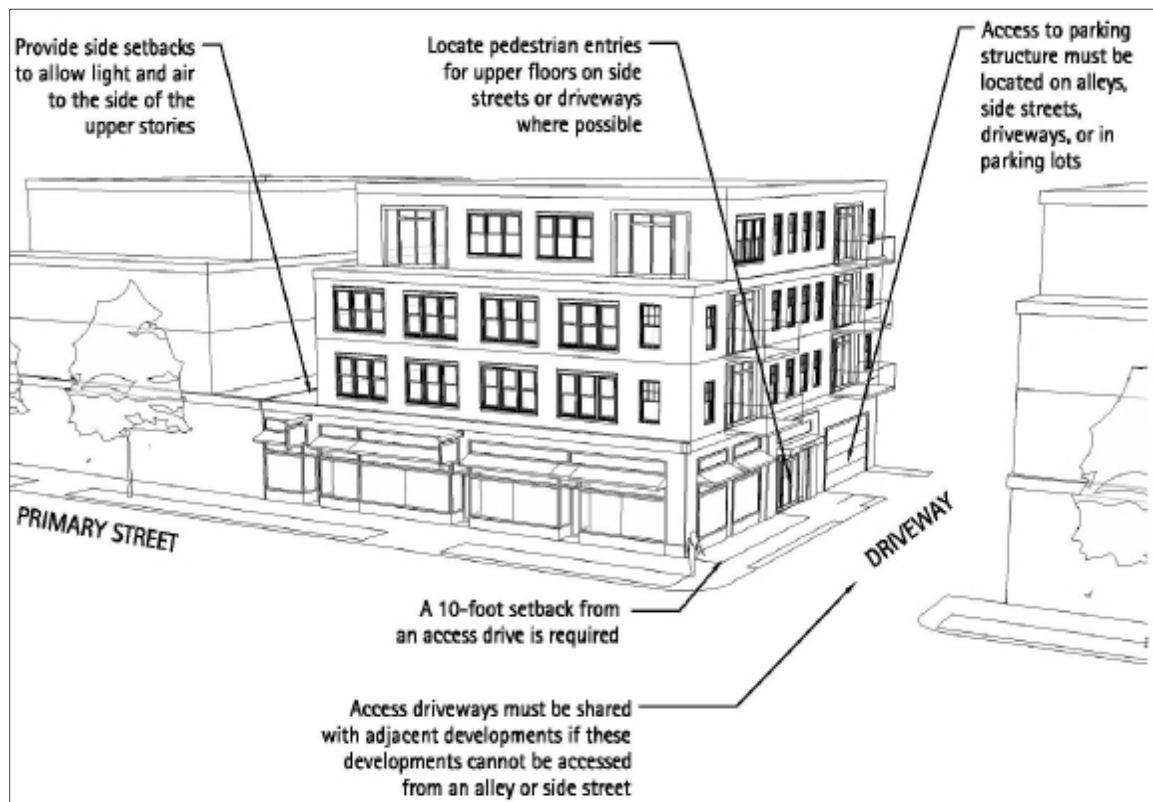 Provide side setbacks
to allow light and air
to the side of the
upper stories
Locate pedestrian entries
for upper floors on side
streets or driveways
where possible
Access to parking
structure must be
located on alleys,
side streets,
driveways, or in
parking lots
PRIMARY STREET
DRIVEWAY
A 10-foot setback from
an access drive is required
Access driveways must be shared
with adjacent developments if these
developments cannot be accessed
from an alley or side street